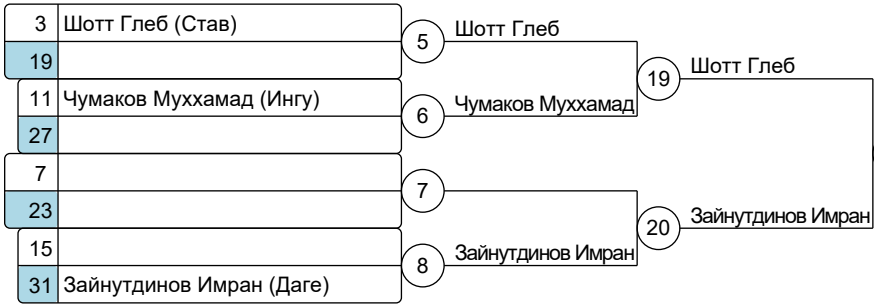 3 Шотт Глеб (Став)
19
5 Шотт Глеб
11 Чумаков Муххамад (Ингу)
27
6 Чумаков Муххамад
19 Шотт Глеб
7
23
7
15
31 Зайнутдинов Имран (Даге)
8 Зайнутдинов Имран
20 Зайнутдинов Имран